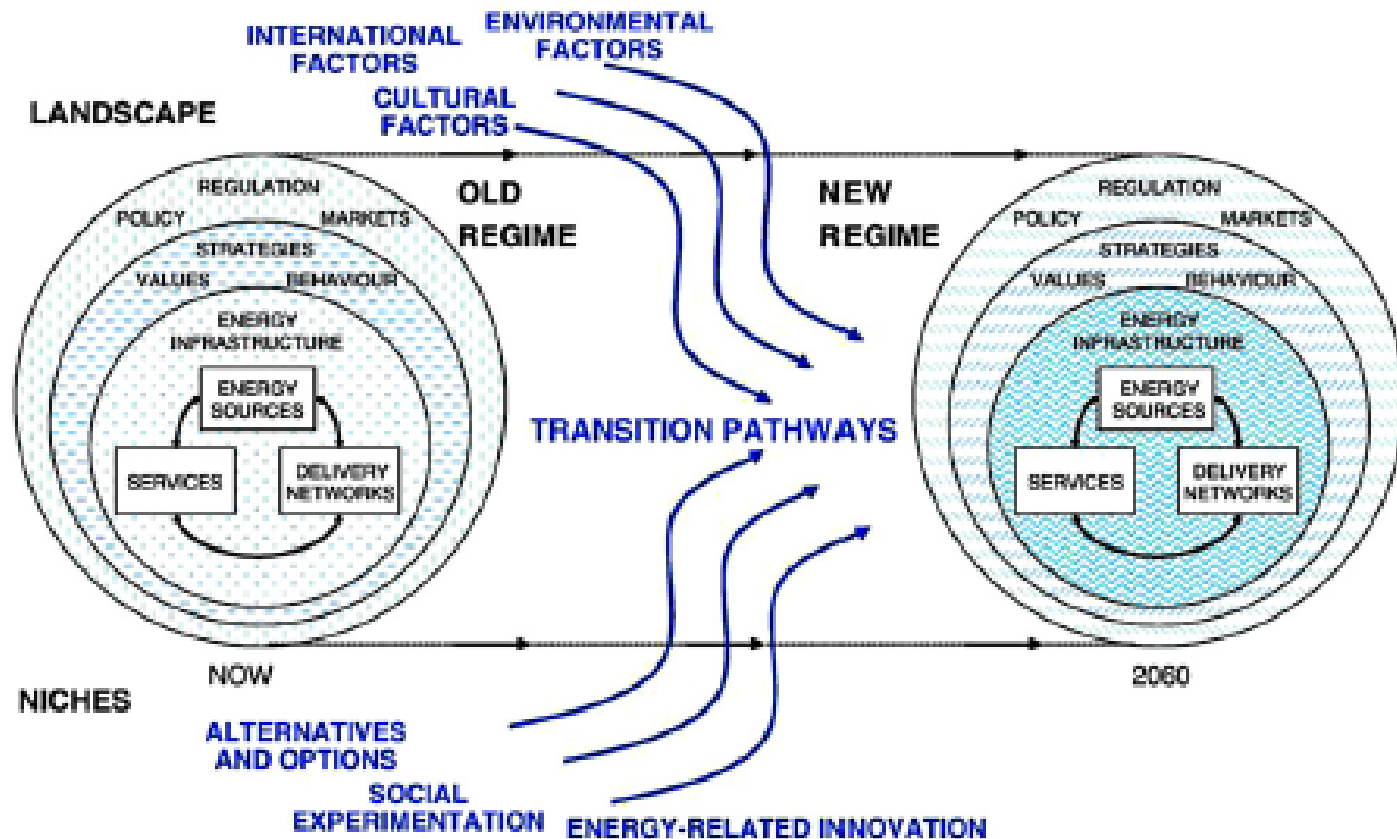 ENVIRONMENTAL
FACTORS
INTERNATIONAL
FACTORS
CULTURAL
FACTORS
LANDSCAPE
REGULATION
POLICY
MARKETS
STRATEGIES
VALUES
BEHAVIOUR
ENERGY
INFRASTRUCTURE
ENERGY
SOURCES
SERVICES
DELIVERY
NETWORKS
NOW
OLD
REGIME
NEW
REGIME
TRANSITION PATHWAYS
REGULATION
POLICY
MARKETS
STRATEGIES
VALUES
BEHAVIOUR
ENERGY
INFRASTRUCTURE
ENERGY
SOURCES
SERVICES
DELIVERY
NETWORKS
2060
NICHES
ALTERNATIVES
AND OPTIONS
SOCIAL
EXPERIMENTATION
ENERGY-RELATED INNOVATION